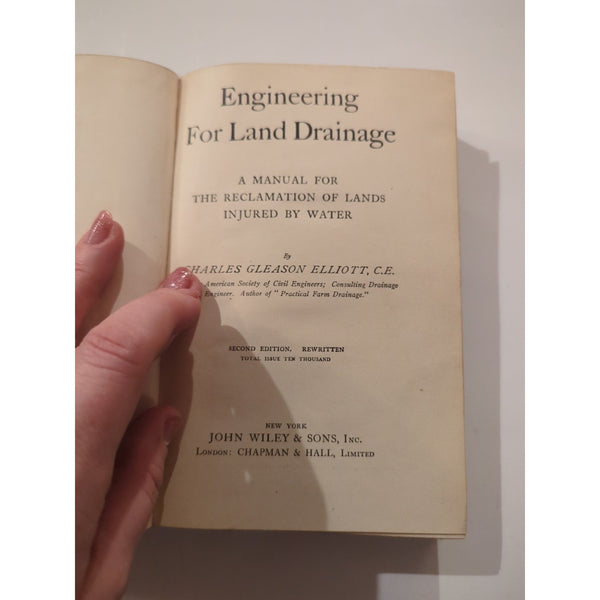 Engineering
For Land Drainage
A MANUAL FOR
THE RECLAMATION OF LANDS
INJURED BY WATER
By
CHARLES GLEASON ELLIOTT, C.E.
American Society of Civil Engineers; Consulting Drainage
Engineer. Author of "Practical Farm Drainage."
SECOND EDITION. REWRITTEN
TOTAL ISSUE TEN THOUSAND
NEW YORK
JOHN WILEY & SONS, INC.
LONDON: CHAPMAN & HALL, LIMITED